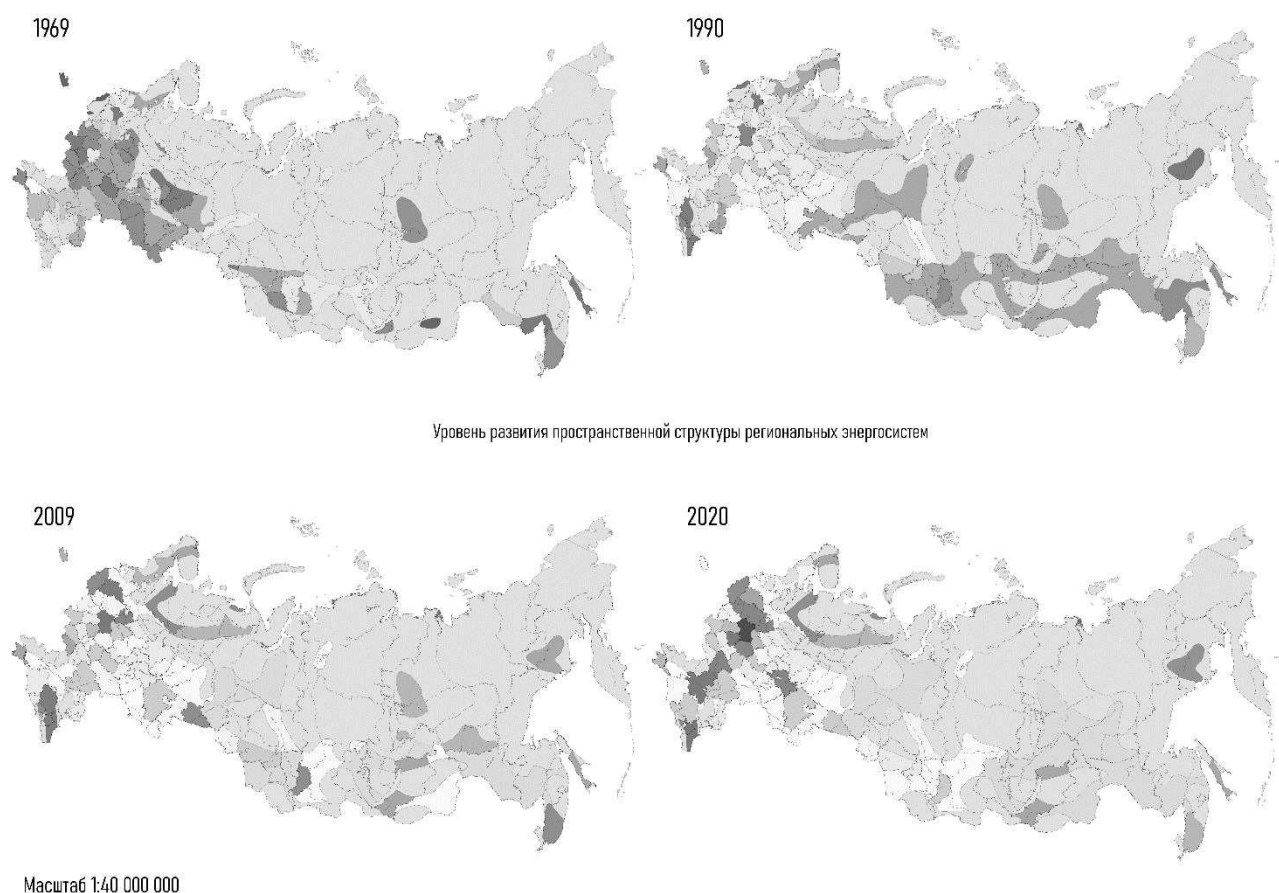 1969
1990
Уровень развития пространственной структуры региональных энергосистем
2009
2020
Масштаб 1:40 000 000